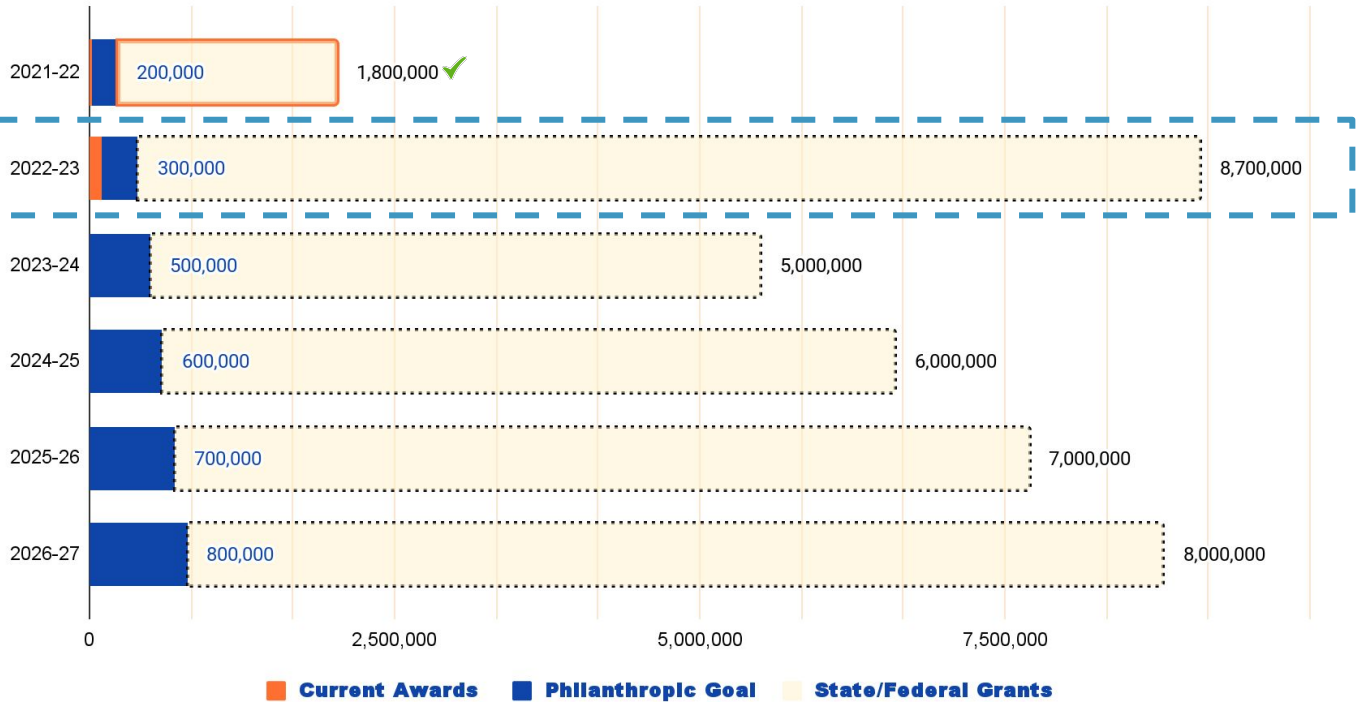 2021-22 200,000 1,800,000
2022-23 300,000 8,700,000
2023-24 500,000 5,000,000
2024-25 600,000 6,000,000
2025-26 700,000 7,000,000
2026-27 800,000 8,000,000
0 2,500,000 5,000,000 7,500,000
Current Awards Philanthropic Goal State/Federal Grants